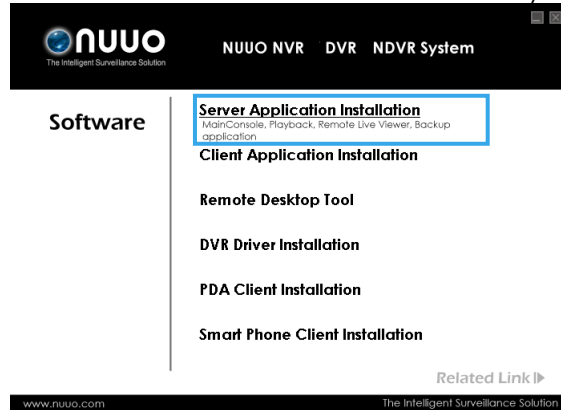 nuuo
The Intelligent Surveillance Solution
NUUO NVR DVR NDVR System
Software
Server Application Installation
MainConsole, Playback, Remote Live Viewer, Backup
application
Client Application Installation
Remote Desktop Tool
DVR Driver Installation
PDA Client Installation
Smart Phone Client Installation
Related Link
www.nuuo.com
The Intelligent Surveillance Solution